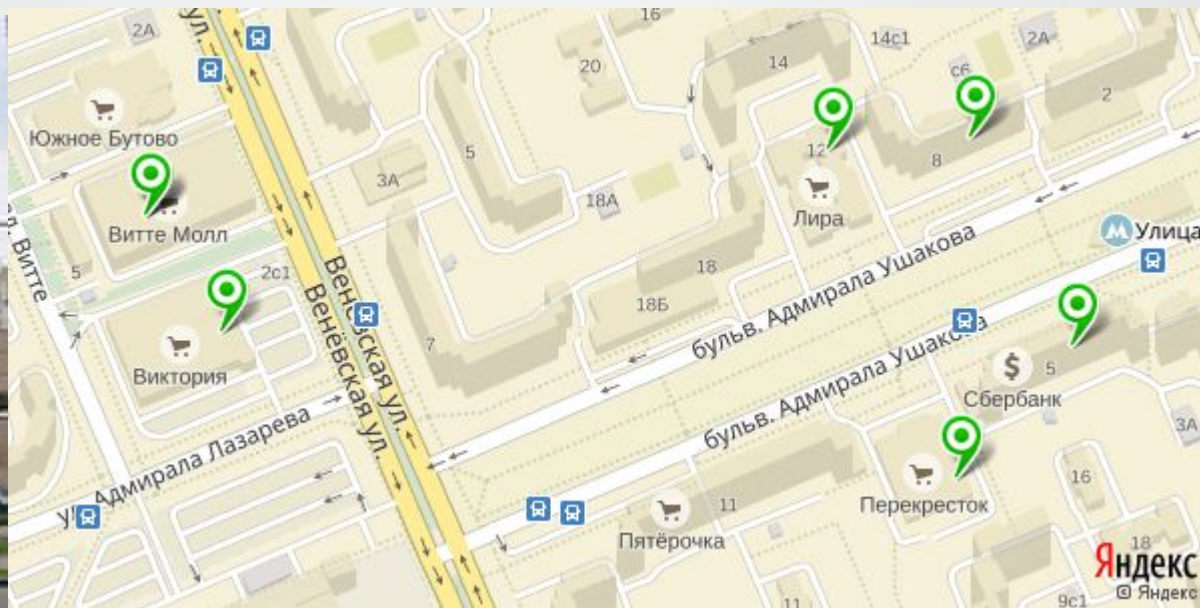 ул.
2А
16
20
14
14с1
2А
с6
2
Южное Бутово
5
3А
12
8
18А
Лира
Витте Молл
5
2с1
Витте
18
18Б
Улица
Венёвская ул.
Венёвская ул.
бульв. Адмирала Ушакова
7
бульв. Адмирала Ушакова
Виктория
5
Сбербанк
3А
ул. Адмирала Лазарева
16
11
Перекресток
Пятёрочка
18
11
9с1
Яндекс
© Яндекс